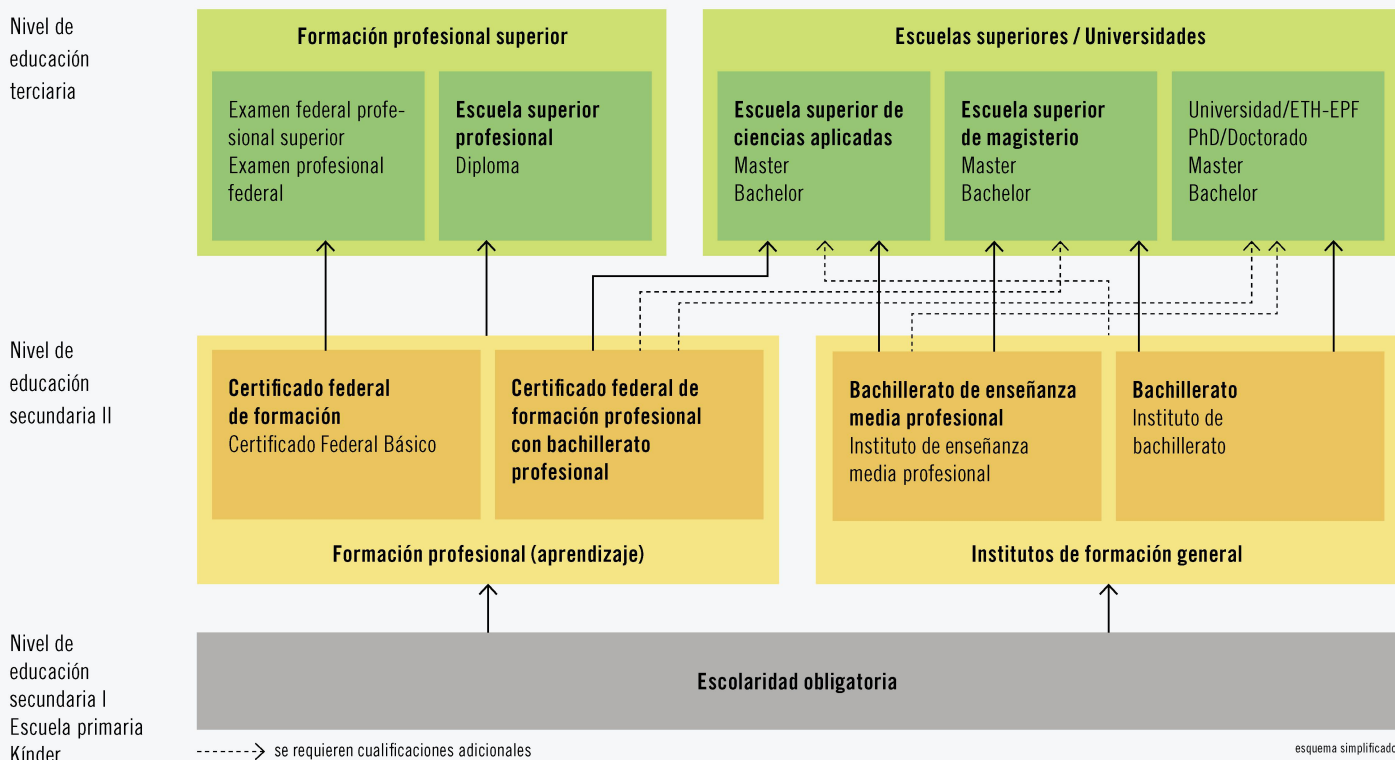 Nivel de
educación
terciaria
Formación profesional superior
Examen federal profe-
sional superior
Examen profesional
federal
Escuela superior
profesional
Diploma
Escuelas superiores / Universidades
Escuela superior de
ciencias aplicadas
Master
Bachelor
Escuela superior
de magisterio
Master
Bachelor
Universidad/ETH-EPF
PhD/Doctorado
Master
Bachelor
Nivel de
educación
secundaria II
Certificado federal
de formación
Certificado Federal Básico
Certificado federal de
formación profesional
con bachillerato
profesional
Formación profesional (aprendizaje)
Bachillerato de enseñanza
media profesional
Instituto de enseñanza
media profesional
Bachillerato
Instituto de
bachillerato
Institutos de formación general
Nivel de
educación
secundaria I
Escuela primaria
Kínder
Escolaridad obligatoria
se requieren cualificaciones adicionales
esquema simplificado